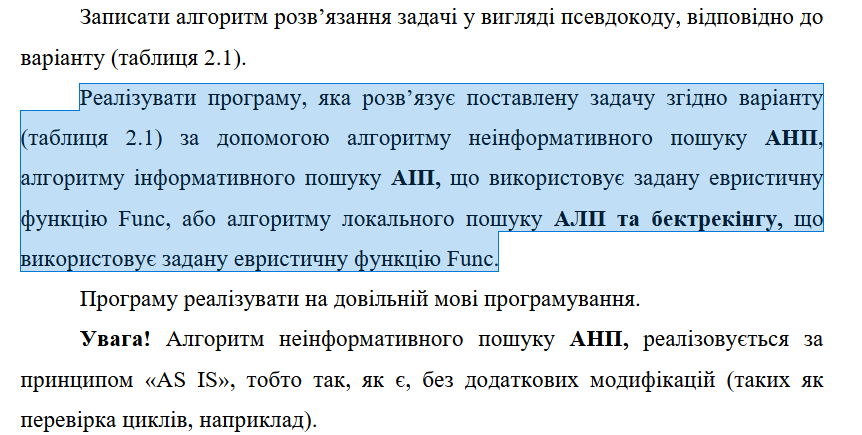 Записати алгоритм розв’язання задачі у вигляді псевдокоду, відповідно до
варіанту (таблиця 2.1).
Реалізувати програму, яка розв’язує поставлену задачу згідно варіанту
(таблиця 2.1) за допомогою алгоритму неінформативного пошуку АНП,
алгоритму інформативного пошуку АІП, що використовує задану евристичну
функцію Func, або алгоритму локального пошуку АЛП та бектрекінгу, що
використовує задану евристичну функцію Func.
Програму реалізувати на довільній мові програмування.
Увага! Алгоритм неінформативного пошуку АНП, реалізовується за
принципом «AS IS», тобто так, як є, без додаткових модифікацій (таких як
перевірка циклів, наприклад).